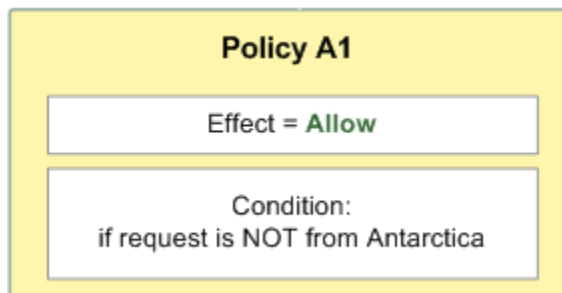 Policy A1
Effect = Allow
Condition:
if request is NOT from Antarctica